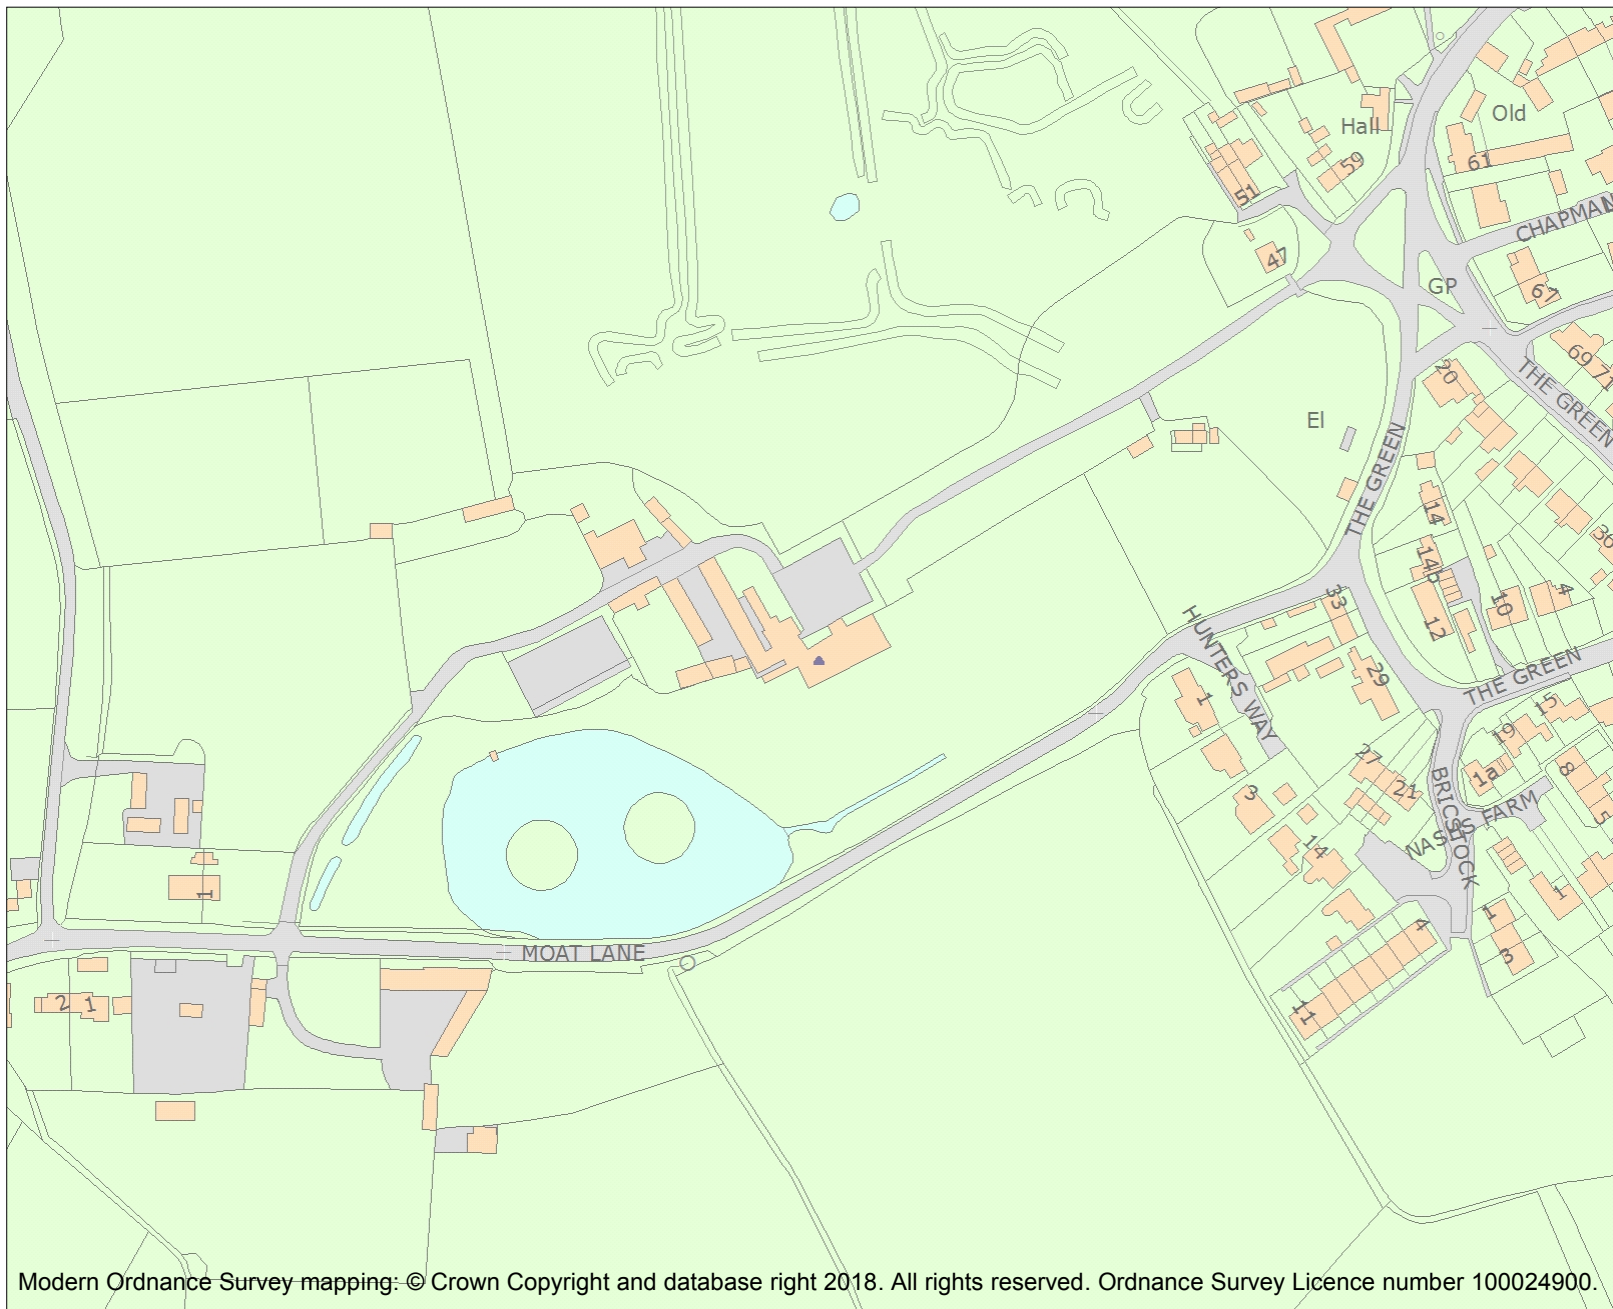 Hall
Old
59
61
51
CHAPMAN
47
GP
67
69
71
20
THE GREEN
El
THE GREEN
14
36
14b
4
10
12
33
HUNTERS WAY
29
THE GREEN
1
15
19
27
1a
8
21
3
BRICSTOCK
NASHS FARM
5
14
1
1
4
1
3
MOAT LANE
2
1
11
Modern Ordnance Survey mapping: © Crown Copyright and database right 2018. All rights reserved. Ordnance Survey Licence number 100024900.